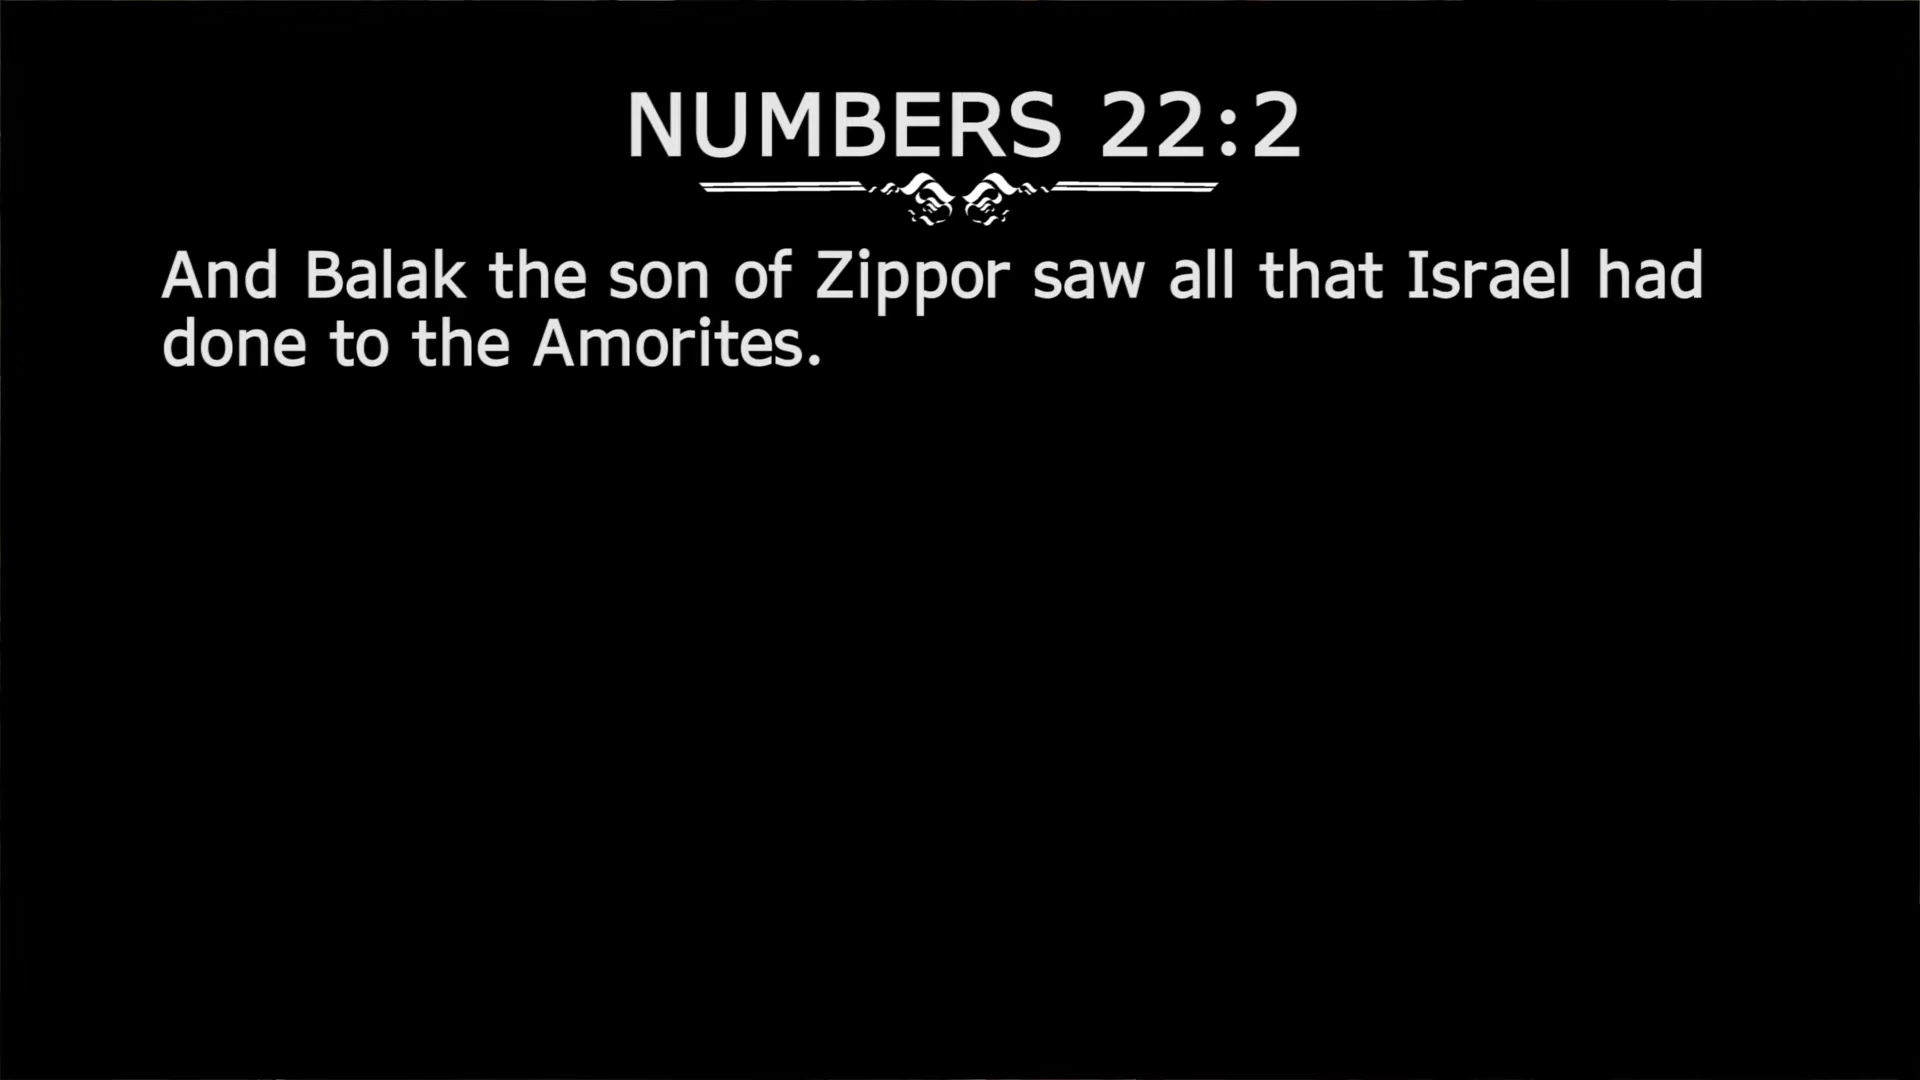 NUMBERS 22:2
And Balak the son of Zippor saw all that Israel had
done to the Amorites.